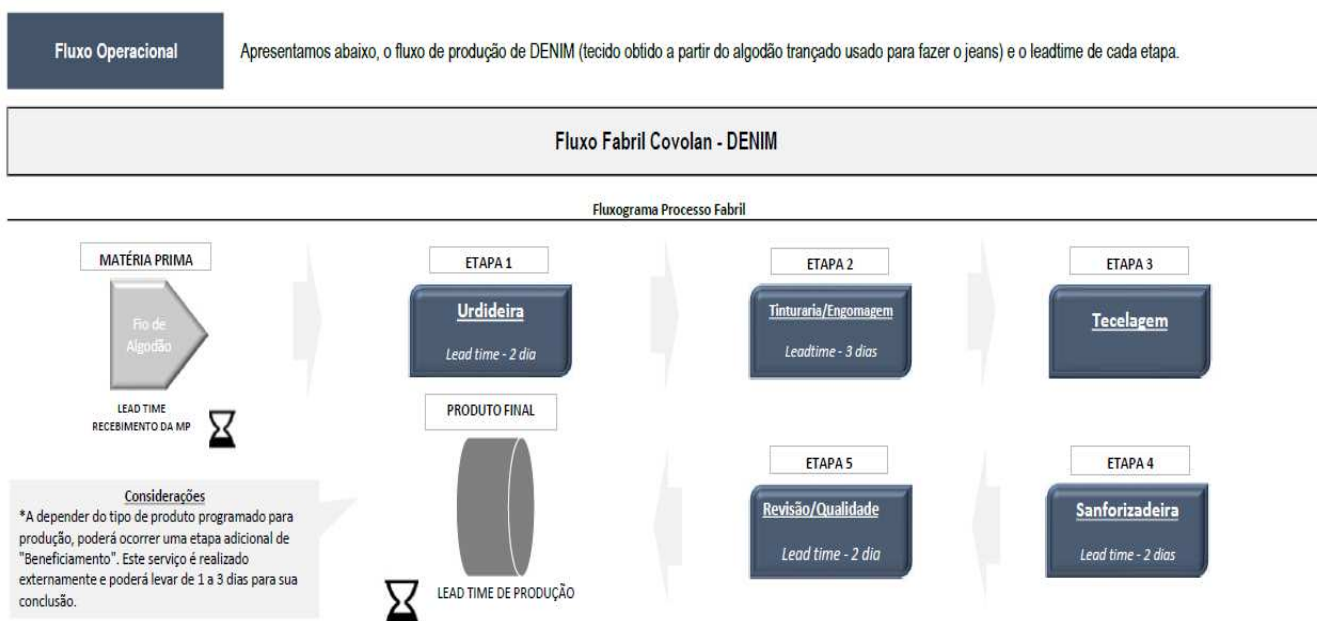 Fluxo Operacional
Apresentamos abaixo, o fluxo de produção de DENIM (tecido obtido a partir do algodão trançado usado para fazer o jeans) e o leadtime de cada etapa.
Fluxo Fabril Covolan - DENIM
Fluxograma Processo Fabril
MATÉRIA PRIMA
Fio de
Algodão
LEAD TIME
RECEBIMENTO DA MP
ETAPA 1
Urdideira
Lead time - 2 dia
ETAPA 2
Tinturaria/Engomagem
Leadtime - 3 dias
ETAPA 3
Tecelagem
ETAPA 4
Sanforizadeira
Lead time - 2 dias
ETAPA 5
Revisão/Qualidade
Lead time - 2 dia
PRODUTO FINAL
LEAD TIME DE PRODUÇÃO
Considerações
*A depender do tipo de produto programado para
produção, poderá ocorrer uma etapa adicional de
"Beneficiamento". Este serviço é realizado
externamente e poderá levar de 1 a 3 dias para sua
conclusão.